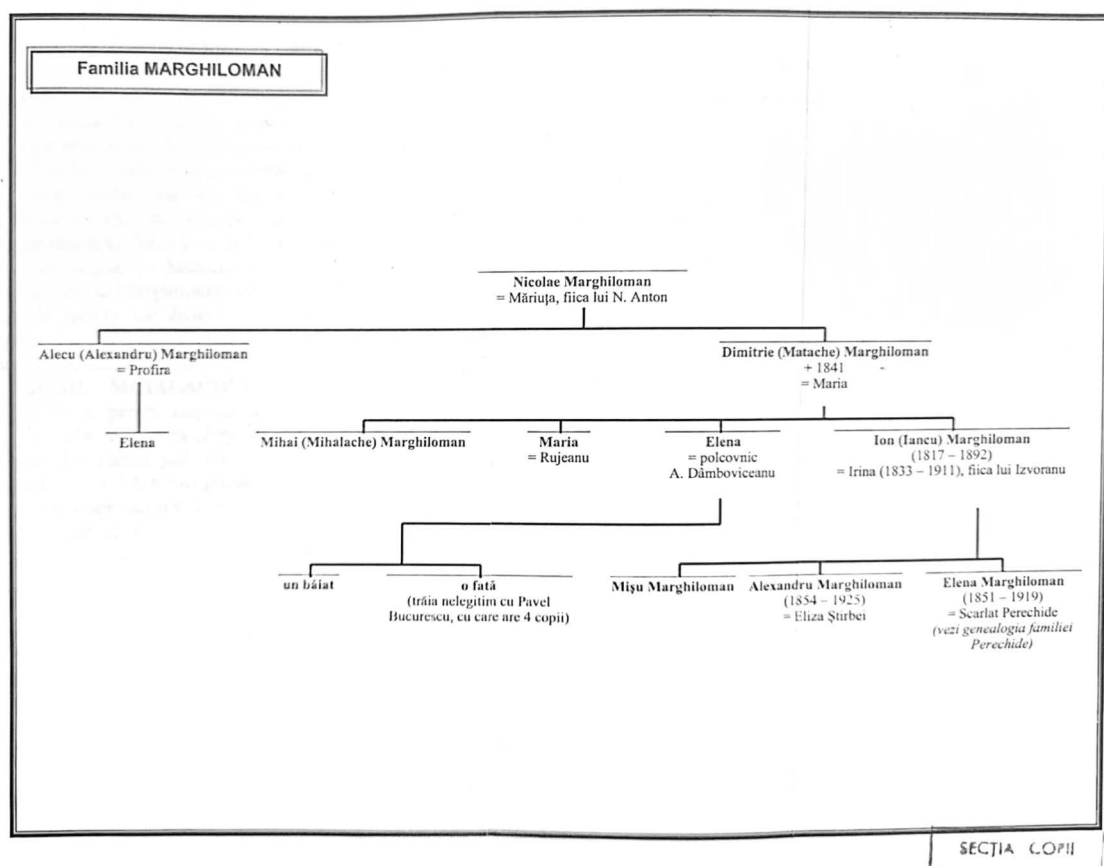 Familia MARGHILOMAN
Nicolae Marghiloman
= Măriuța, fiica lui N. Anton
Alecu (Alexandru) Marghiloman
= Profira
Dimitrie (Matache) Marghiloman
+ 1841
= Maria
Elena
Mihai (Mihalache) Marghiloman
Maria
= Rujeanu
Elena
= polcovnic
A. Dâmboviceanu
Ion (Iancu) Marghiloman
(1817 – 1892)
= Irina (1833 – 1911), fiica lui Izvoranu
un băiat
o fată
(trăia nelegitim cu Pavel
Bucurescu, cu care are 4 copii)
Mișu Marghiloman
Alexandru Marghiloman
(1854 – 1925)
= Eliza Știrbei
Elena Marghiloman
(1851 – 1919)
= Scarlat Perechide
(vezi genealogia familiei
Perechide)
SECȚIA COPII